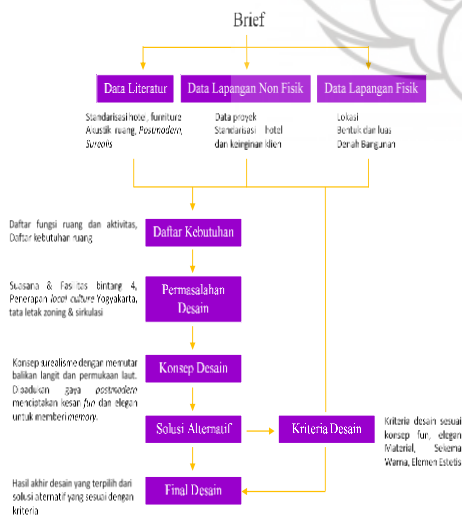 Brief
Data Literatur
Data Lapangan Non Fisik
Data Lapangan Fisik
Standarisasi hotel, furniture
Akustik ruang, Postmodern,
Surealis
Data proyek
Standarisasi hotel
dan keinginan klien
Lokasi
Bentuk dan luas
Denah Bangunan
Daftar fungsi ruang dan aktivitas,
Daftar kebutuhan ruang
Daftar Kebutuhan
Suasana & Fasilitas bintang 4,
Penerapan local culture Yogyakarta,
tata letak zoning & sirkulasi
Permasalahan
Desain
Konsep surealisme dengan memutar
balikan langit dan permukaan laut.
Dipadukan gaya postmodern
menciptakan kesan fun dan elegan
untuk memberi memory.
Konsep Desain
Solusi Alternatif
Kriteria Desain
Kriteria desain sesuai
konsep fun, elegan
Material, Sekema
Warna, Elemen Estetis
Hasil akhir desain yang terpilih dari
solusi aternatif yang sesuai dengan
kriteria
Final Desain